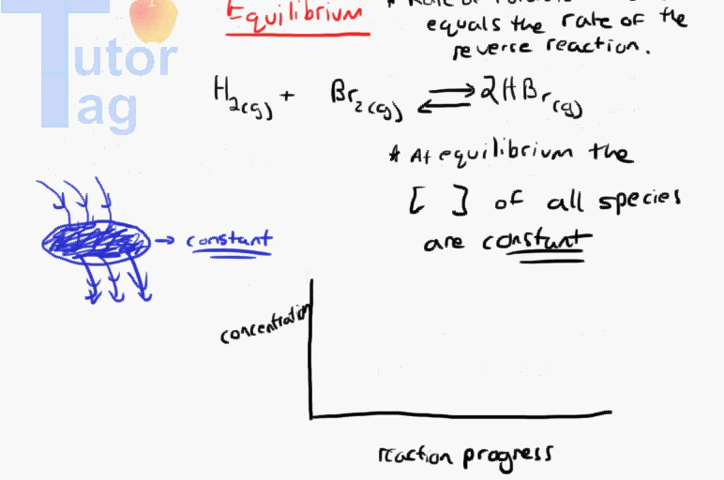 Tutor
Tag
Equilibrium
equals the rate of the
reverse reaction.
H2(g) + Br2(g) ⇌ 2HBr(g)
* At equilibrium the
[ ] of all species
are constant
→ constant
concentration
reaction progress